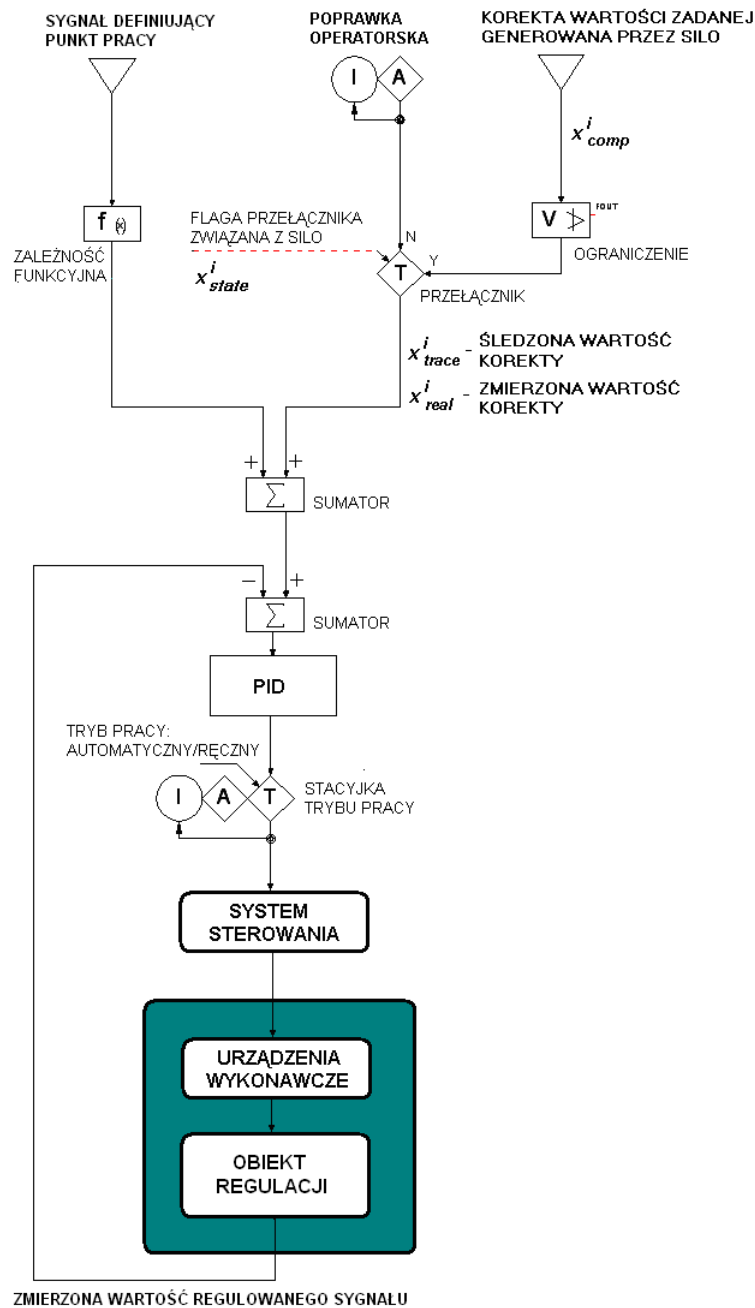 SYGNAŁ DEFINIUJĄCY
PUNKT PRACY
POPRAWKA
OPERATORSKA
KOREKTA WARTOŚCI ZADANEJ
GENEROWANA PRZEZ SILO
I
A
x^i_comp
f (x)
ZALEŻNOŚĆ
FUNKCYJNA
FLAGA PRZEŁĄCZNIKA
ZWIĄZANA Z SILO
x^i_state
N
T
Y
PRZEŁĄCZNIK
V
FOUT
OGRANICZENIE
x^i_trace - ŚLEDZONA WARTOŚĆ
KOREKTY
x^i_real - ZMIERZONA WARTOŚĆ
KOREKTY
+ +
Σ
SUMATOR
− +
Σ
SUMATOR
PID
TRYB PRACY:
AUTOMATYCZNY/RĘCZNY
I
A
T
STACYJKA
TRYBU PRACY
SYSTEM
STEROWANIA
URZĄDZENIA
WYKONAWCZE
OBIEKT
REGULACJI
ZMIERZONA WARTOŚĆ REGULOWANEGO SYGNAŁU